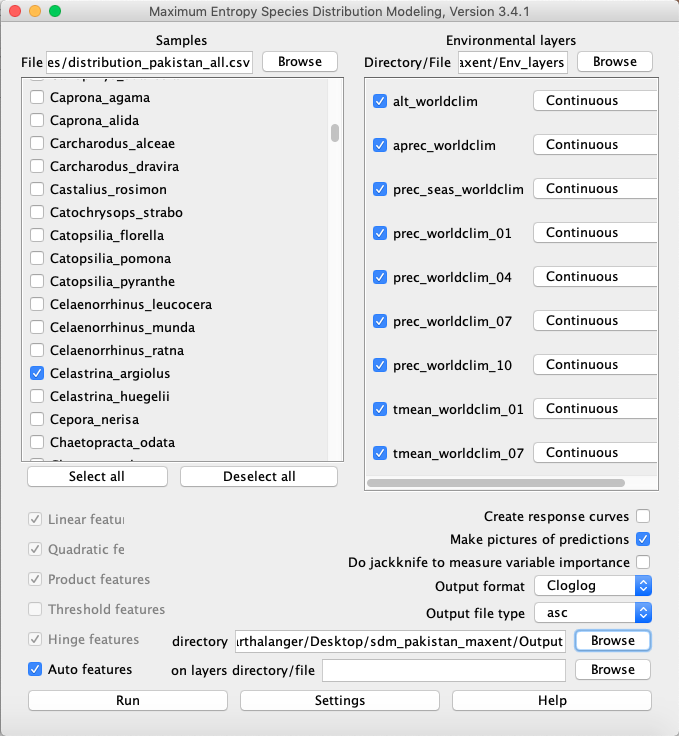 Maximum Entropy Species Distribution Modeling, Version 3.4.1
Samples
File es/distribution_pakistan_all.csv Browse
Caprona_agama
Caprona_alida
Carcharodus_alceae
Carcharodus_dravira
Castalius_rosimon
Catochrysops_strabo
Catopsilia_florella
Catopsilia_pomona
Catopsilia_pyranthe
Celaenorrhinus_leucocera
Celaenorrhinus_munda
Celaenorrhinus_ratna
Celastrina_argiolus
Celastrina_huegelii
Cepora_nerisa
Chaetopracta_odata
Select all Deselect all
Environmental layers
Directory/File axent/Env_layers Browse
alt_worldclim Continuous
aprec_worldclim Continuous
prec_seas_worldclim Continuous
prec_worldclim_01 Continuous
prec_worldclim_04 Continuous
prec_worldclim_07 Continuous
prec_worldclim_10 Continuous
tmean_worldclim_01 Continuous
tmean_worldclim_07 Continuous
Linear featu
Quadratic fe
Product features
Threshold features
Hinge features
Auto features
Create response curves
Make pictures of predictions
Do jackknife to measure variable importance
Output format Cloglog
Output file type asc
directory arthalanger/Desktop/sdm_pakistan_maxent/Output Browse
on layers directory/file Browse
Run Settings Help